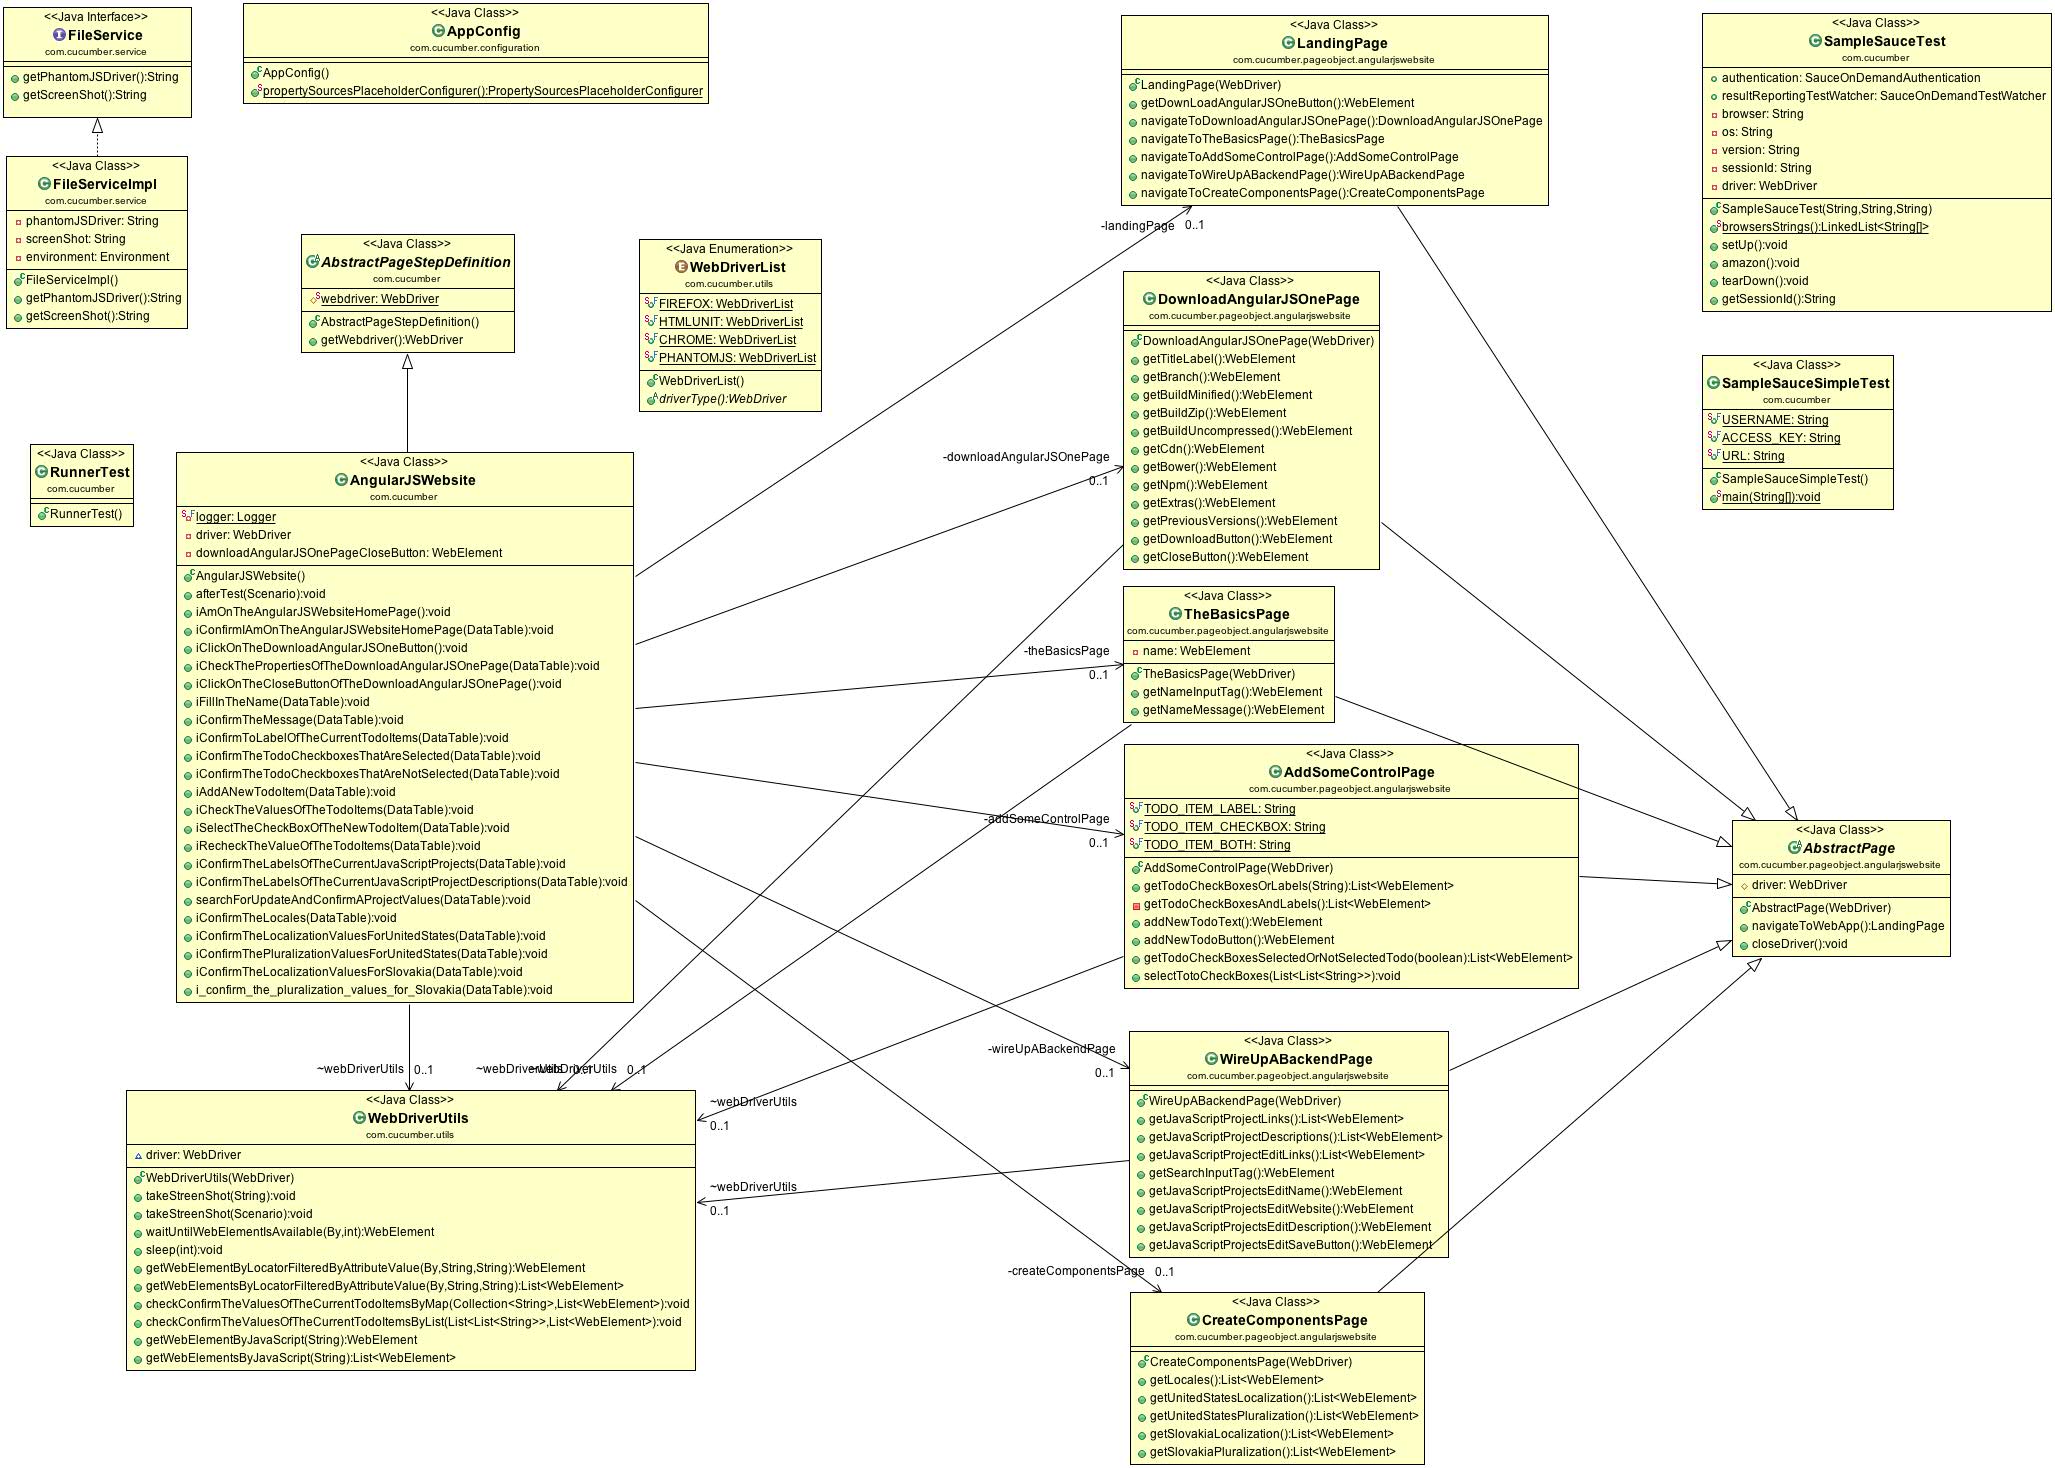 <<Java Interface>>
FileService
com.cucumber.service
getPhantomJSDriver():String
getScreenShot():String
<<Java Class>>
FileServiceImpl
com.cucumber.service
phantomJSDriver: String
screenShot: String
environment: Environment
FileServiceImpl()
getPhantomJSDriver():String
getScreenShot():String
<<Java Class>>
AppConfig
com.cucumber.configuration
AppConfig()
propertySourcesPlaceholderConfigurer():PropertySourcesPlaceholderConfigurer
<<Java Class>>
AbstractPageStepDefinition
com.cucumber
webdriver: WebDriver
AbstractPageStepDefinition()
getWebdriver():WebDriver
<<Java Enumeration>>
WebDriverList
com.cucumber.utils
FIREFOX: WebDriverList
HTMLUNIT: WebDriverList
CHROME: WebDriverList
PHANTOMJS: WebDriverList
WebDriverList()
driverType():WebDriver
<<Java Class>>
RunnerTest
com.cucumber
RunnerTest()
<<Java Class>>
AngularJSWebsite
com.cucumber
logger: Logger
driver: WebDriver
downloadAngularJSOnePageCloseButton: WebElement
AngularJSWebsite()
afterTest(Scenario):void
iAmOnTheAngularJSWebsiteHomePage():void
iConfirmIAmOnTheAngularJSWebsiteHomePage(DataTable):void
iClickOnTheDownloadAngularJSOneButton():void
iCheckThePropertiesOfTheDownloadAngularJSOnePage(DataTable):void
iClickOnTheCloseButtonOfTheDownloadAngularJSOnePage():void
iFillInTheName(DataTable):void
iConfirmTheMessage(DataTable):void
iConfirmToLabelOfTheCurrentTodoItems(DataTable):void
iConfirmTheTodoCheckboxesThatAreSelected(DataTable):void
iConfirmTheTodoCheckboxesThatAreNotSelected(DataTable):void
iAddANewTodoItem(DataTable):void
iCheckTheValuesOfTheTodoItems(DataTable):void
iSelectTheCheckBoxOfTheNewTodoItem(DataTable):void
iRecheckTheValueOfTheTodoItems(DataTable):void
iConfirmTheLabelsOfTheCurrentJavaScriptProjects(DataTable):void
iConfirmTheLabelsOfTheCurrentJavaScriptProjectDescriptions(DataTable):void
searchForUpdateAndConfirmAProjectValues(DataTable):void
iConfirmTheLocales(DataTable):void
iConfirmTheLocalizationValuesForUnitedStates(DataTable):void
iConfirmThePluralizationValuesForUnitedStates(DataTable):void
iConfirmTheLocalizationValuesForSlovakia(DataTable):void
i_confirm_the_pluralization_values_for_Slovakia(DataTable):void
~webDriverUtils 0..1
~webDriverUtils 0..1
~webDriverUtils 0..1
<<Java Class>>
WebDriverUtils
com.cucumber.utils
driver: WebDriver
WebDriverUtils(WebDriver)
takeStreenShot(String):void
takeStreenShot(Scenario):void
waitUntilWebElementIsAvailable(By,int):WebElement
sleep(int):void
getWebElementByLocatorFilteredByAttributeValue(By,String,String):WebElement
getWebElementsByLocatorFilteredByAttributeValue(By,String,String):List<WebElement>
checkConfirmTheValuesOfTheCurrentTodoItemsByMap(Collection<String>,List<WebElement>):void
checkConfirmTheValuesOfTheCurrentTodoItemsByList(List<List<String>>,List<WebElement>):void
getWebElementByJavaScript(String):WebElement
getWebElementsByJavaScript(String):List<WebElement>
~webDriverUtils
0..1
~webDriverUtils
0..1
-landingPage
0..1
-downloadAngularJSOnePage
0..1
-theBasicsPage
0..1
-addSomeControlPage
0..1
-wireUpABackendPage
0..1
-createComponentsPage
0..1
<<Java Class>>
LandingPage
com.cucumber.pageobject.angularjswebsite
LandingPage(WebDriver)
getDownLoadAngularJSOneButton():WebElement
navigateToDownloadAngularJSOnePage():DownloadAngularJSOnePage
navigateToTheBasicsPage():TheBasicsPage
navigateToAddSomeControlPage():AddSomeControlPage
navigateToWireUpABackendPage():WireUpABackendPage
navigateToCreateComponentsPage():CreateComponentsPage
<<Java Class>>
DownloadAngularJSOnePage
com.cucumber.pageobject.angularjswebsite
DownloadAngularJSOnePage(WebDriver)
getTitleLabel():WebElement
getBranch():WebElement
getBuildMinified():WebElement
getBuildZip():WebElement
getBuildUncompressed():WebElement
getCdn():WebElement
getBower():WebElement
getNpm():WebElement
getExtras():WebElement
getPreviousVersions():WebElement
getDownloadButton():WebElement
getCloseButton():WebElement
<<Java Class>>
TheBasicsPage
com.cucumber.pageobject.angularjswebsite
name: WebElement
TheBasicsPage(WebDriver)
getNameInputTag():WebElement
getNameMessage():WebElement
<<Java Class>>
AddSomeControlPage
com.cucumber.pageobject.angularjswebsite
TODO_ITEM_LABEL: String
TODO_ITEM_CHECKBOX: String
TODO_ITEM_BOTH: String
AddSomeControlPage(WebDriver)
getTodoCheckBoxesOrLabels(String):List<WebElement>
getTodoCheckBoxesAndLabels():List<WebElement>
addNewTodoText():WebElement
addNewTodoButton():WebElement
getTodoCheckBoxesSelectedOrNotSelectedTodo(boolean):List<WebElement>
selectTotoCheckBoxes(List<List<String>>):void
<<Java Class>>
WireUpABackendPage
com.cucumber.pageobject.angularjswebsite
WireUpABackendPage(WebDriver)
getJavaScriptProjectLinks():List<WebElement>
getJavaScriptProjectDescriptions():List<WebElement>
getJavaScriptProjectEditLinks():List<WebElement>
getSearchInputTag():WebElement
getJavaScriptProjectsEditName():WebElement
getJavaScriptProjectsEditWebsite():WebElement
getJavaScriptProjectsEditDescription():WebElement
getJavaScriptProjectsEditSaveButton():WebElement
<<Java Class>>
CreateComponentsPage
com.cucumber.pageobject.angularjswebsite
CreateComponentsPage(WebDriver)
getLocales():List<WebElement>
getUnitedStatesLocalization():List<WebElement>
getUnitedStatesPluralization():List<WebElement>
getSlovakiaLocalization():List<WebElement>
getSlovakiaPluralization():List<WebElement>
<<Java Class>>
SampleSauceTest
com.cucumber
authentication: SauceOnDemandAuthentication
resultReportingTestWatcher: SauceOnDemandTestWatcher
browser: String
os: String
version: String
sessionId: String
driver: WebDriver
SampleSauceTest(String,String,String)
browsersStrings():LinkedList<String[]>
setUp():void
amazon():void
tearDown():void
getSessionId():String
<<Java Class>>
SampleSauceSimpleTest
com.cucumber
USERNAME: String
ACCESS_KEY: String
URL: String
SampleSauceSimpleTest()
main(String[]):void
<<Java Class>>
AbstractPage
com.cucumber.pageobject.angularjswebsite
driver: WebDriver
AbstractPage(WebDriver)
navigateToWebApp():LandingPage
closeDriver():void